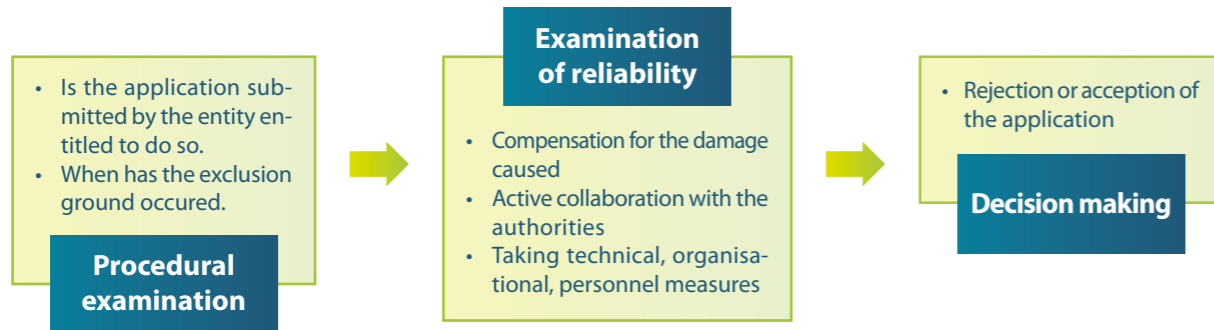 • Is the application sub-
mitted by the entity en-
titled to do so.
• When has the exclusion
ground occured.
Procedural
examination
Examination
of reliability
• Compensation for the damage
caused
• Active collaboration with the
authorities
• Taking technical, organisa-
tional, personnel measures
• Rejection or acception of
the application
Decision making